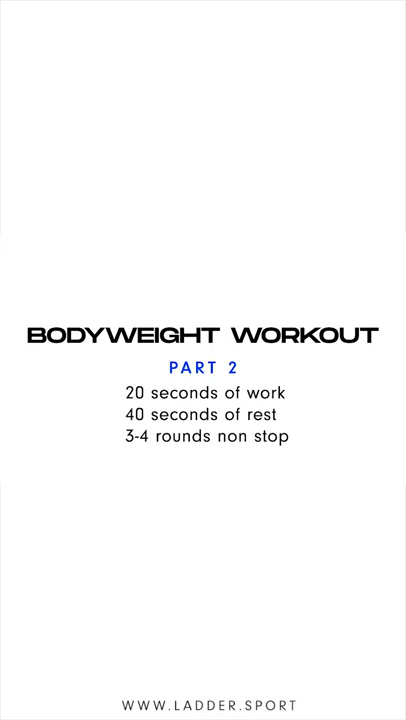 BODYWEIGHT WORKOUT
PART 2
20 seconds of work
40 seconds of rest
3-4 rounds non stop
WWW.LADDER.SPORT